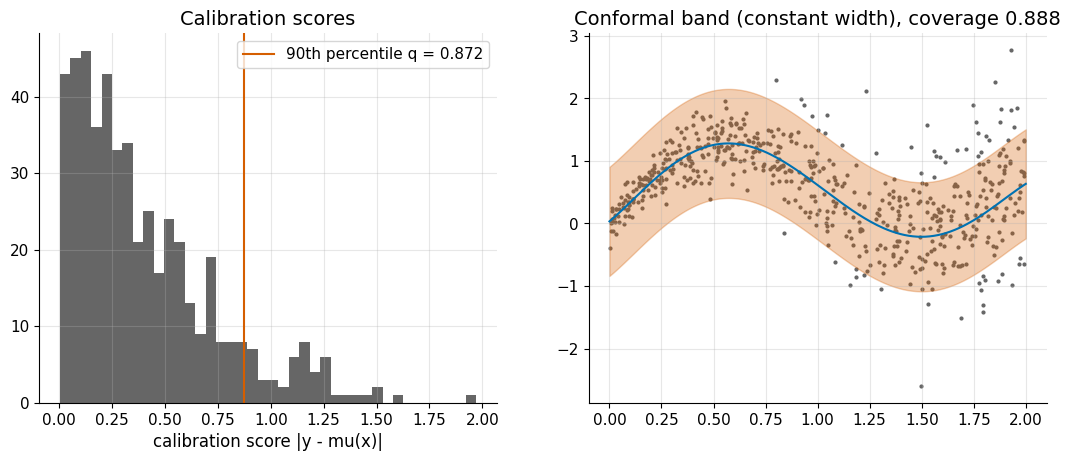 Calibration scores
90th percentile q = 0.872
40
30
20
10
0
0.00 0.25 0.50 0.75 1.00 1.25 1.50 1.75 2.00
calibration score |y - mu(x)|
Conformal band (constant width), coverage 0.888
3
2
1
0
−1
−2
0.00 0.25 0.50 0.75 1.00 1.25 1.50 1.75 2.00